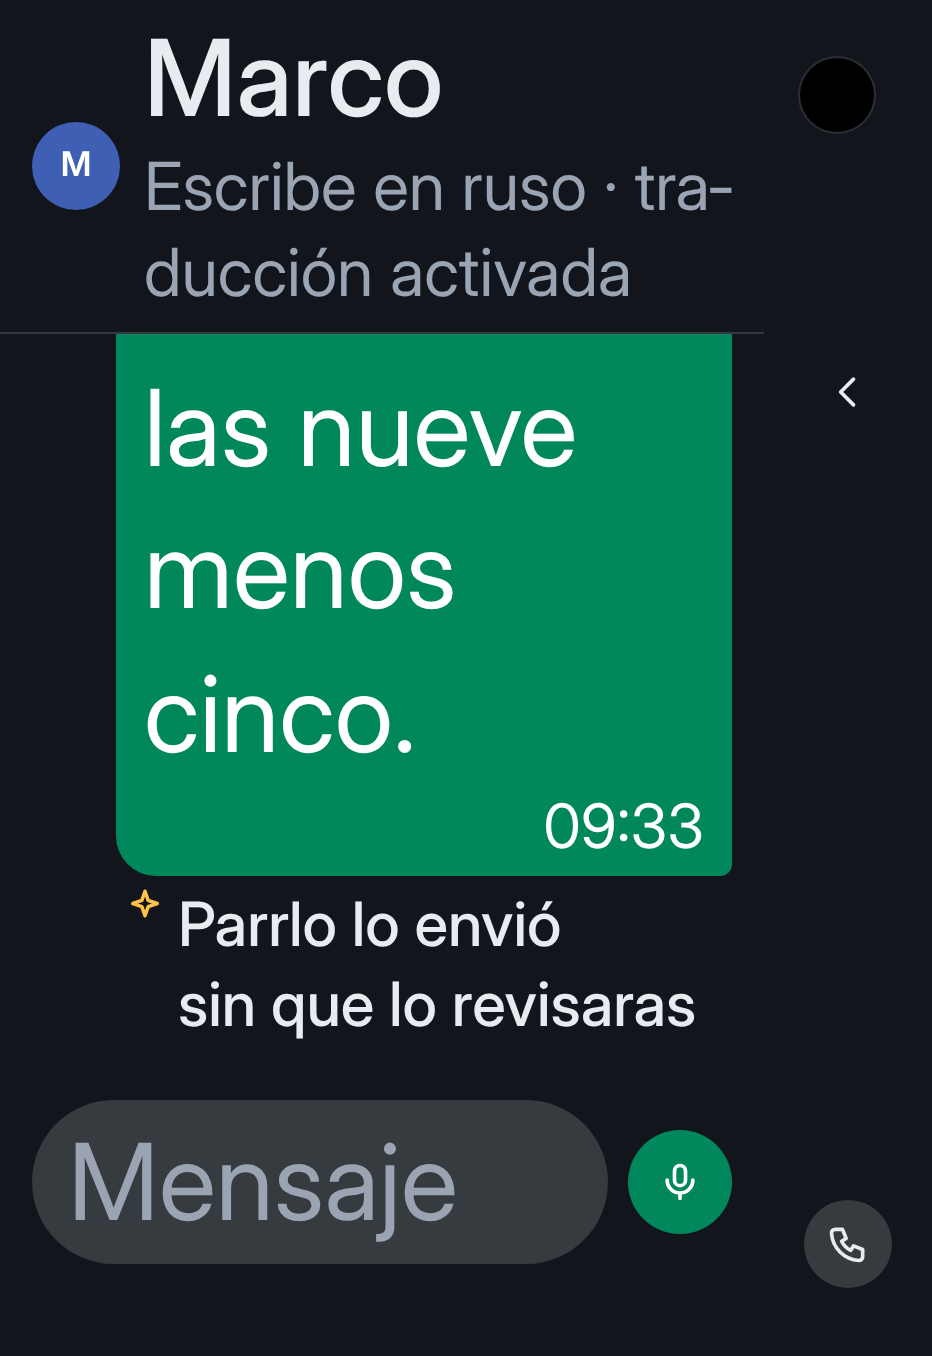 Marco
M
Escribe en ruso · tra-
ducción activada
las nueve
menos
cinco.
09:33
Parrlo lo envió
sin que lo revisaras
Mensaje